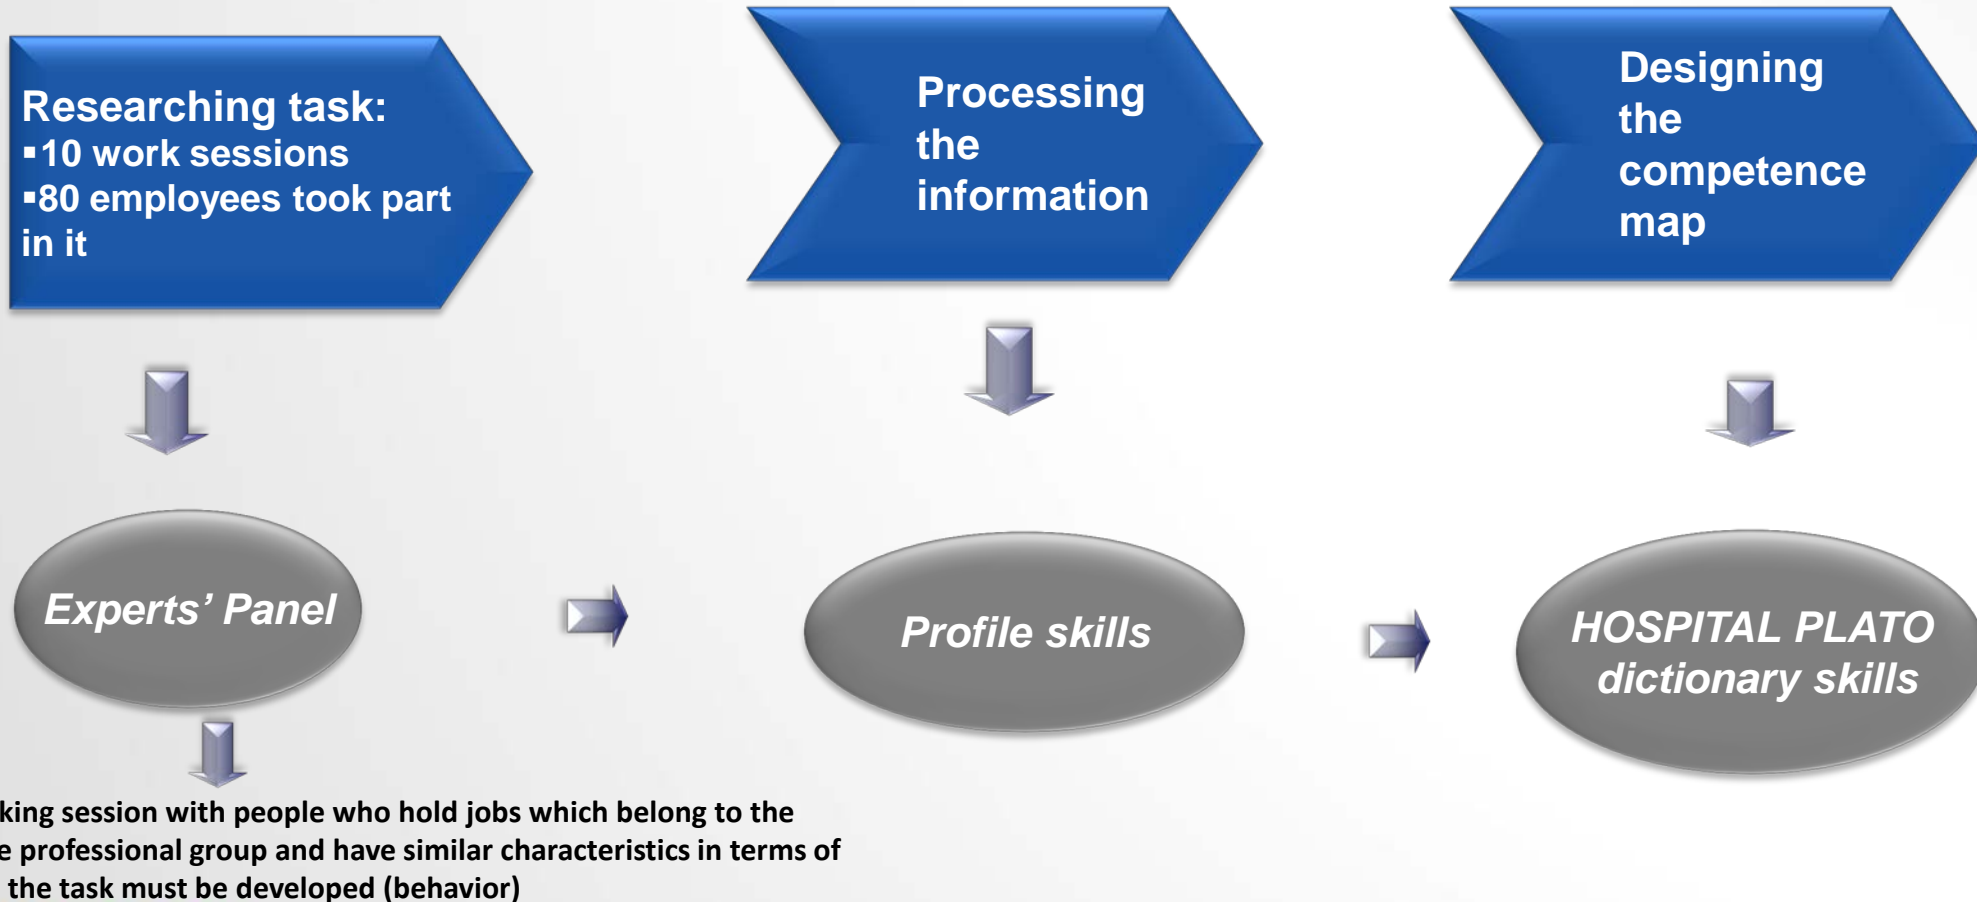 Researching task:
▪10 work sessions
▪80 employees took part
in it
Processing
the
information
Designing
the
competence
map
Experts’ Panel
Profile skills
HOSPITAL PLATO
dictionary skills
king session with people who hold jobs which belong to the
e professional group and have similar characteristics in terms of
the task must be developed (behavior)